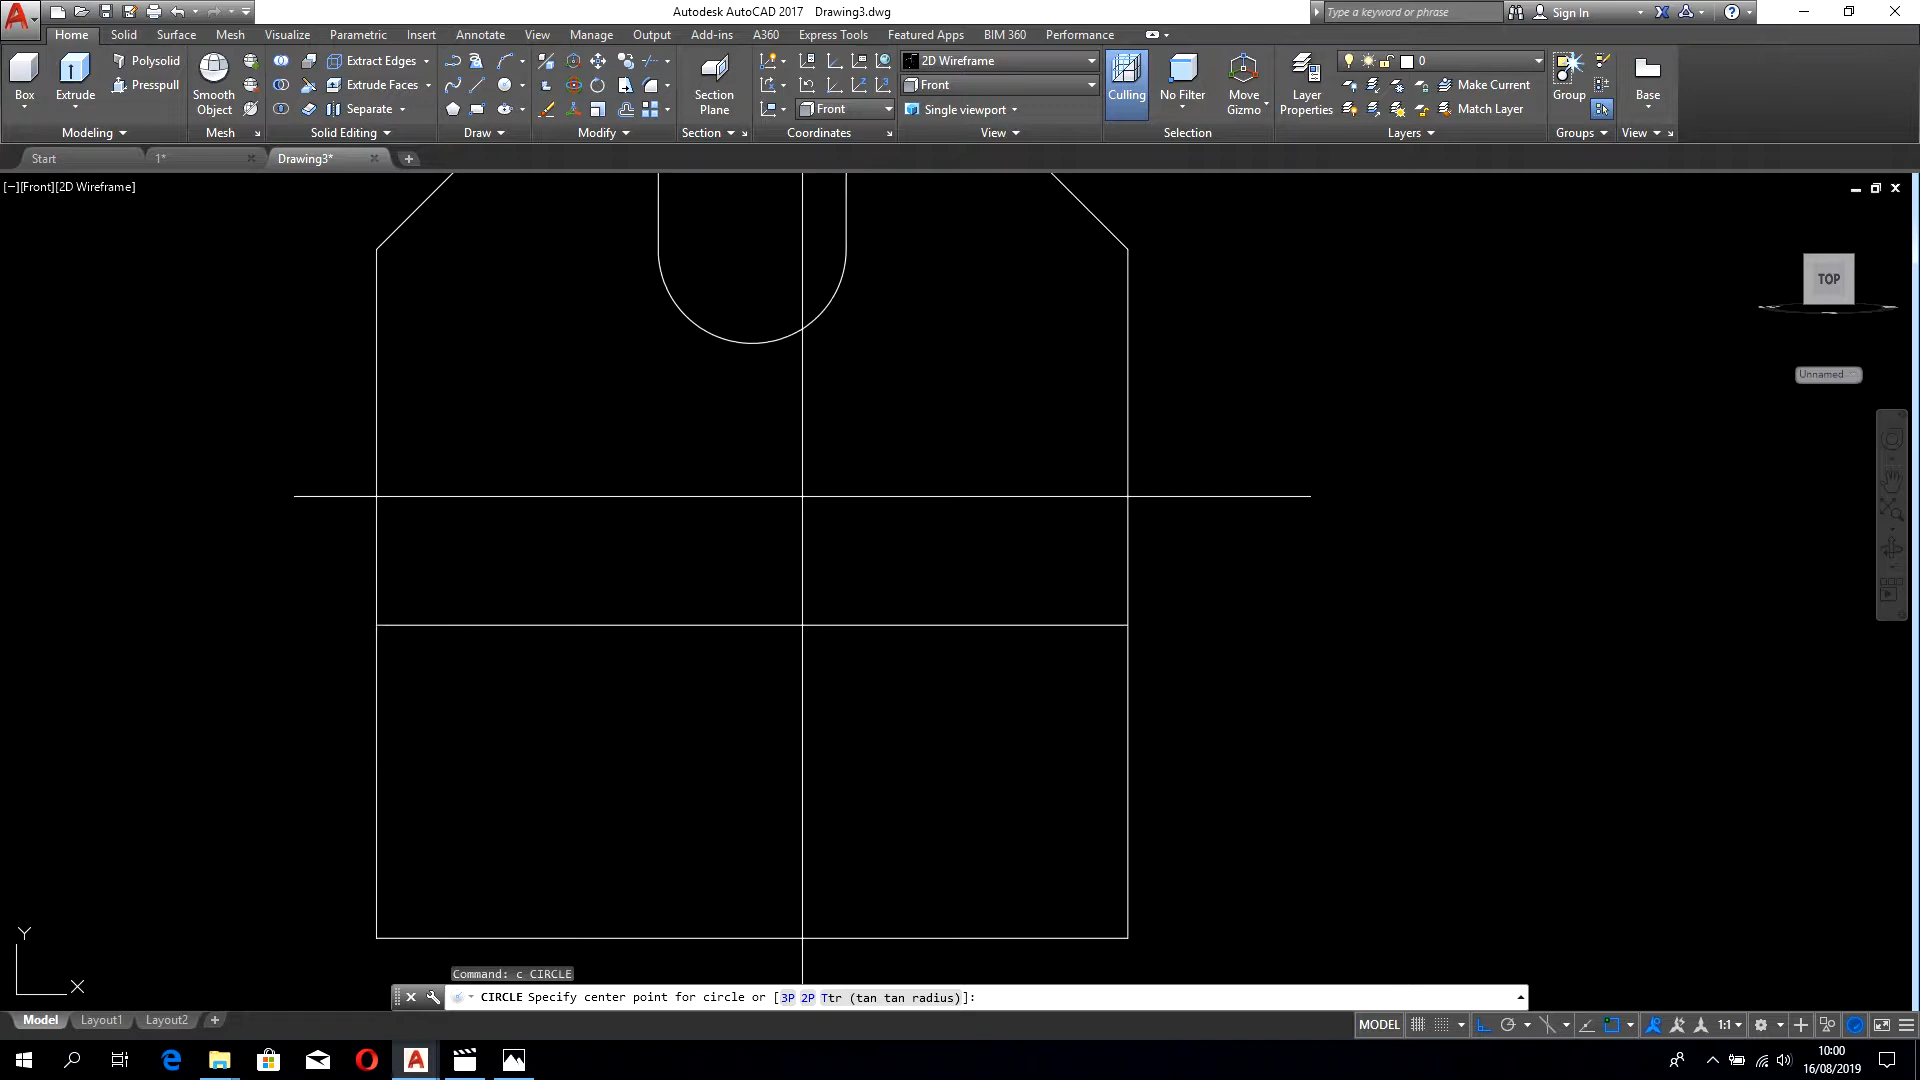 Autodesk AutoCAD 2017 Drawing3.dwg
Type a keyword or phrase
Sign In
Home Solid Surface Mesh Visualize Parametric Insert Annotate View Manage Output Add-ins A360 Express Tools Featured Apps BIM 360 Performance
Box
Extrude
Polysolid
Presspull
Modeling
Smooth
Object
Mesh
Extract Edges
Extrude Faces
Separate
Solid Editing
Draw
Modify
Section
Plane
Section
Front
Coordinates
2D Wireframe
Front
Single viewport
View
Culling
No Filter
Move
Gizmo
Selection
Layer
Properties
0
Make Current
Match Layer
Layers
Group
Groups
Base
View
Start
1*
Drawing3*
[−][Front][2D Wireframe]
TOP
Unnamed
Y
X
Command: c CIRCLE
CIRCLE Specify center point for circle or [3P 2P Ttr (tan tan radius)]:
Model Layout1 Layout2
MODEL
1:1
10:00
16/08/2019